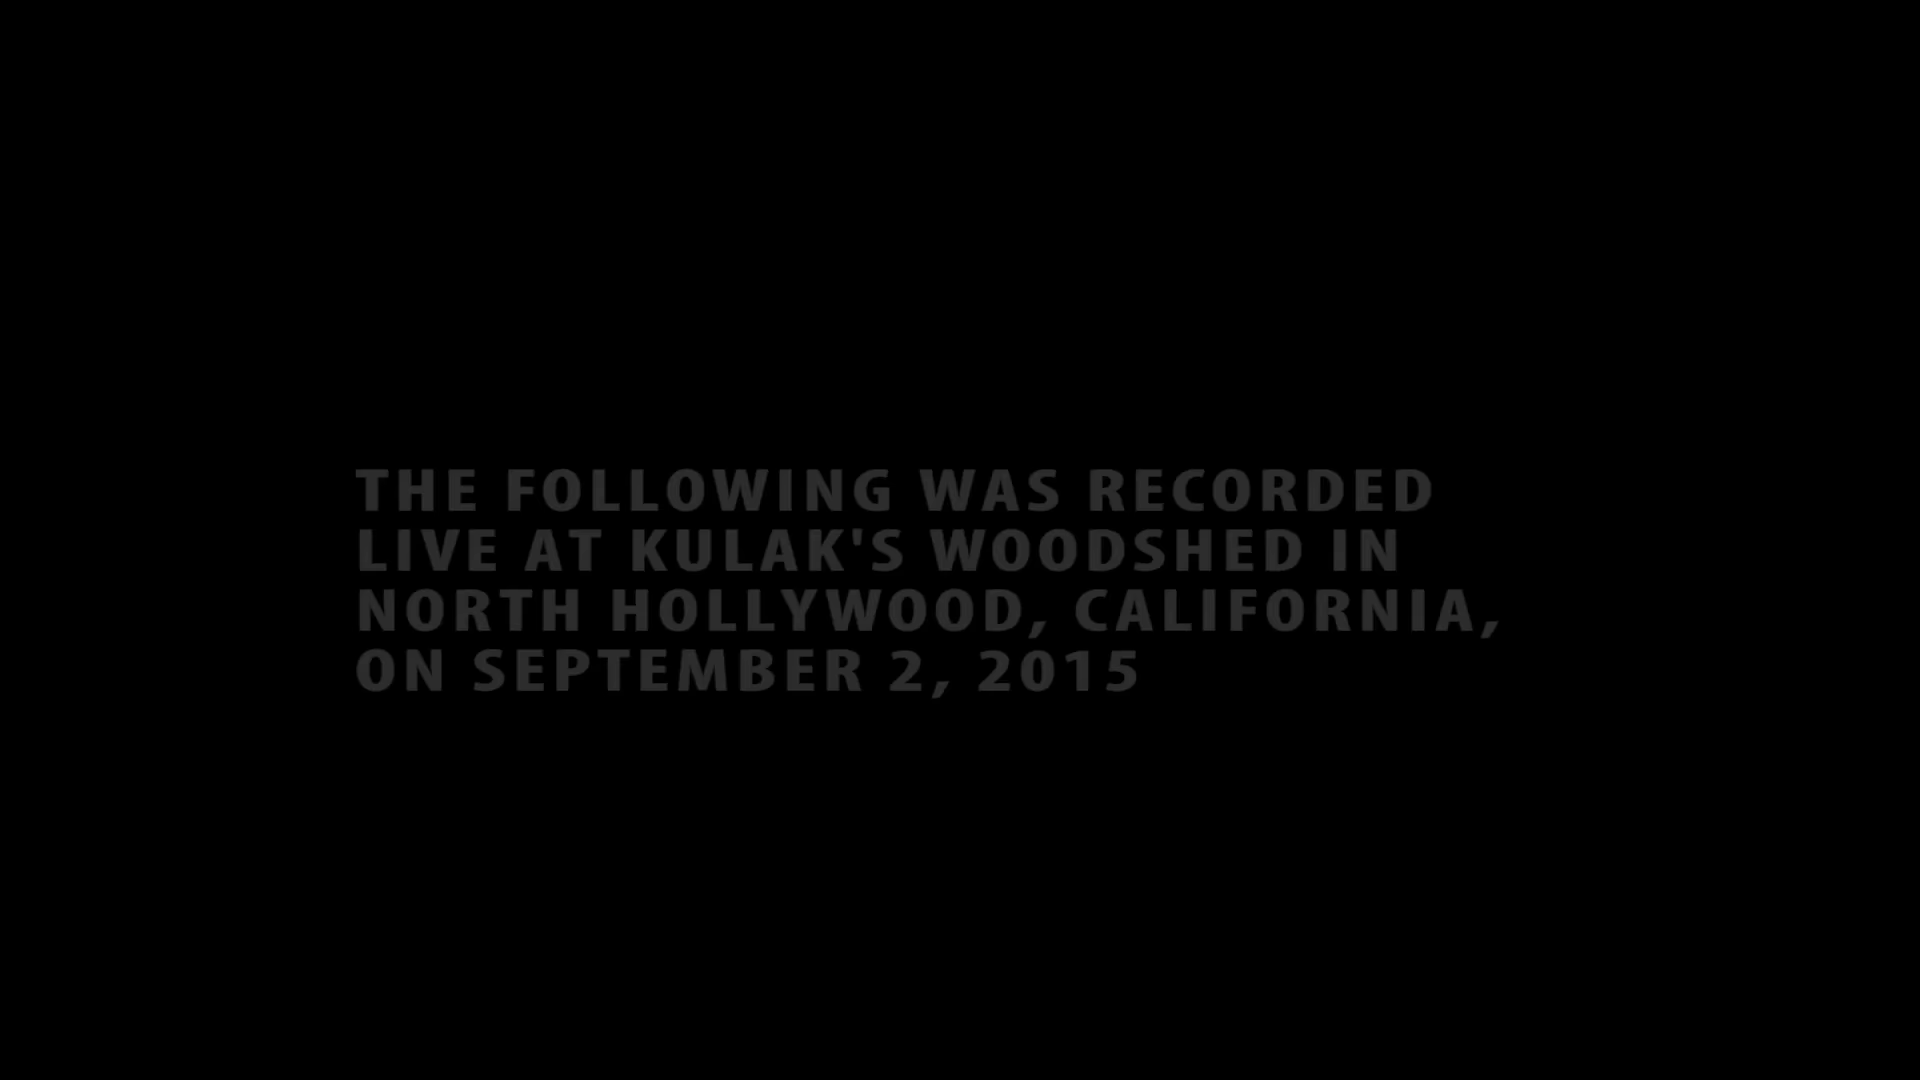 THE FOLLOWING WAS RECORDED
LIVE AT KULAK'S WOODSHED IN
NORTH HOLLYWOOD, CALIFORNIA,
ON SEPTEMBER 2, 2015